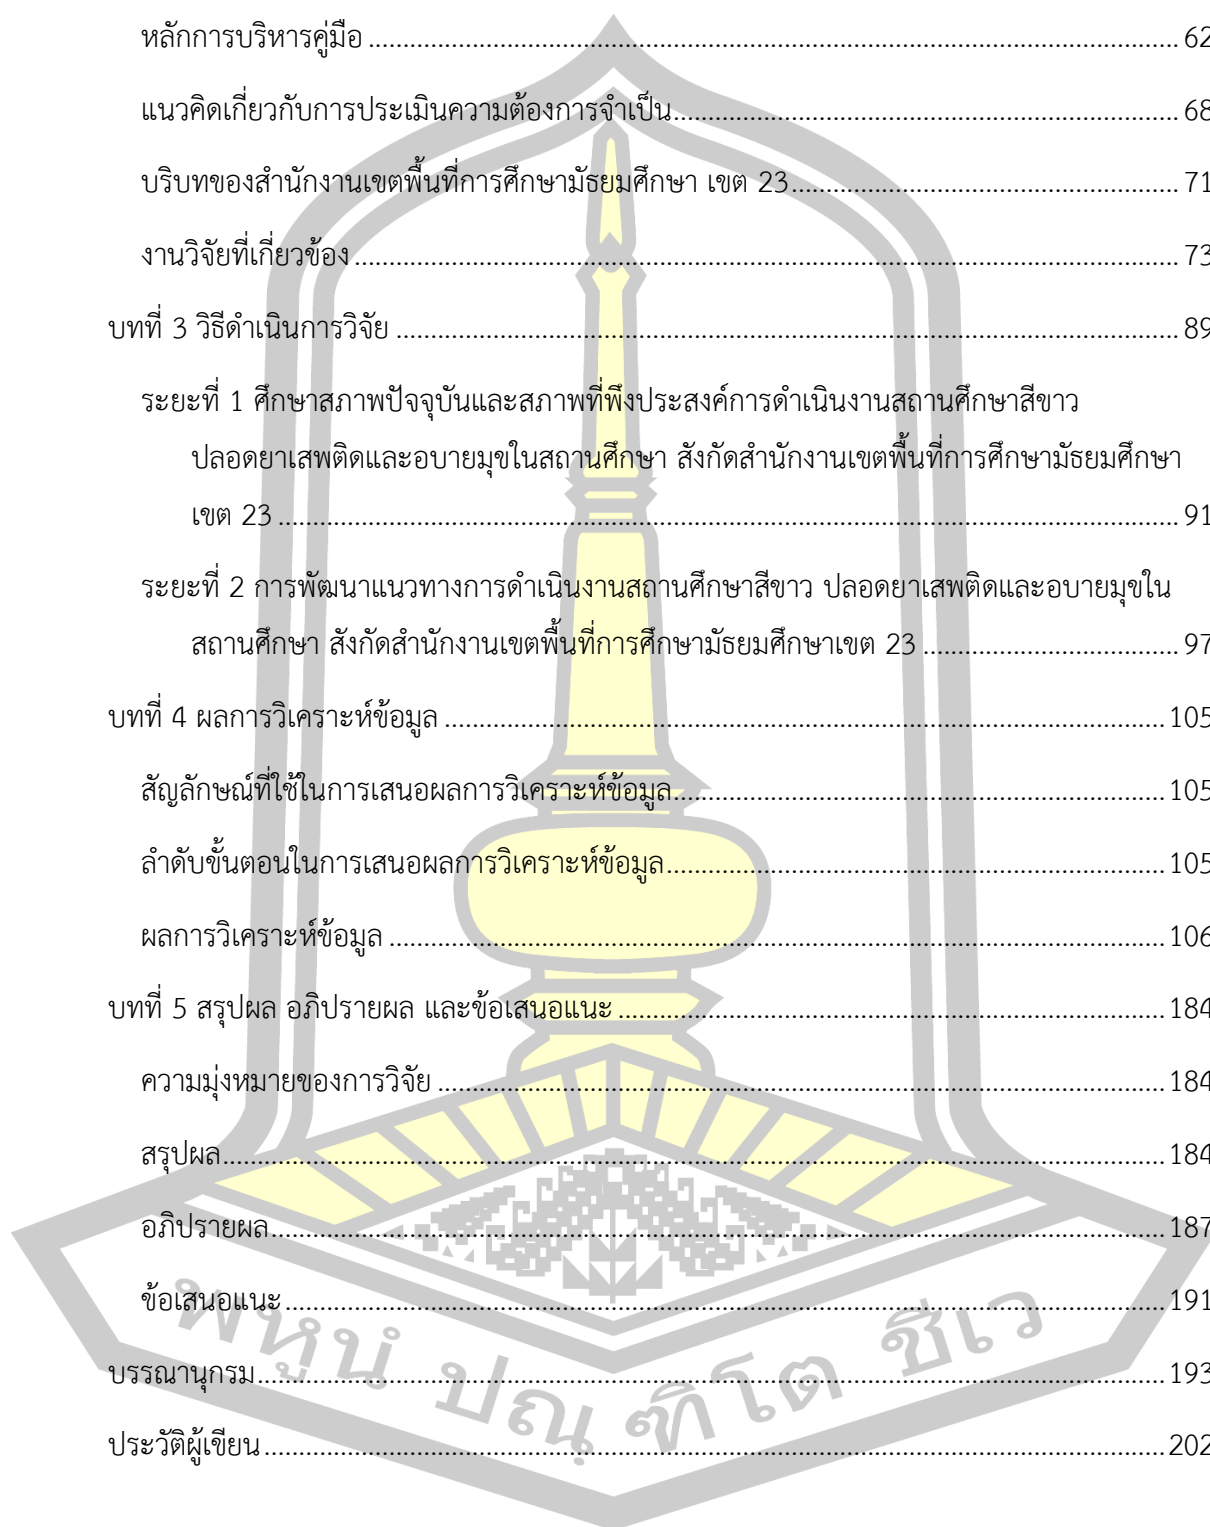 หลักการบริหารคู่มือ ........ 62
แนวคิดเกี่ยวกับการประเมินความต้องการจำเป็น ........ 68
บริบทของสำนักงานเขตพื้นที่การศึกษามัธยมศึกษา เขต 23 ........ 71
งานวิจัยที่เกี่ยวข้อง ........ 73
บทที่ 3 วิธีดำเนินการวิจัย ........ 89
ระยะที่ 1 ศึกษาสภาพปัจจุบันและสภาพที่พึงประสงค์การดำเนินงานสถานศึกษาสีขาว
ปลอดยาเสพติดและอบายมุขในสถานศึกษา สังกัดสำนักงานเขตพื้นที่การศึกษามัธยมศึกษา
เขต 23 ........ 91
ระยะที่ 2 การพัฒนาแนวทางการดำเนินงานสถานศึกษาสีขาว ปลอดยาเสพติดและอบายมุขใน
สถานศึกษา สังกัดสำนักงานเขตพื้นที่การศึกษามัธยมศึกษาเขต 23 ........ 97
บทที่ 4 ผลการวิเคราะห์ข้อมูล ........ 105
สัญลักษณ์ที่ใช้ในการเสนอผลการวิเคราะห์ข้อมูล ........ 105
ลำดับขั้นตอนในการเสนอผลการวิเคราะห์ข้อมูล ........ 105
ผลการวิเคราะห์ข้อมูล ........ 106
บทที่ 5 สรุปผล อภิปรายผล และข้อเสนอแนะ ........ 184
ความมุ่งหมายของการวิจัย ........ 184
สรุปผล ........ 184
อภิปรายผล ........ 187
ข้อเสนอแนะ ........ 191
บรรณานุกรม ........ 193
ประวัติผู้เขียน ........ 202
พหูนํ ปณฺฑิโต ชีเว